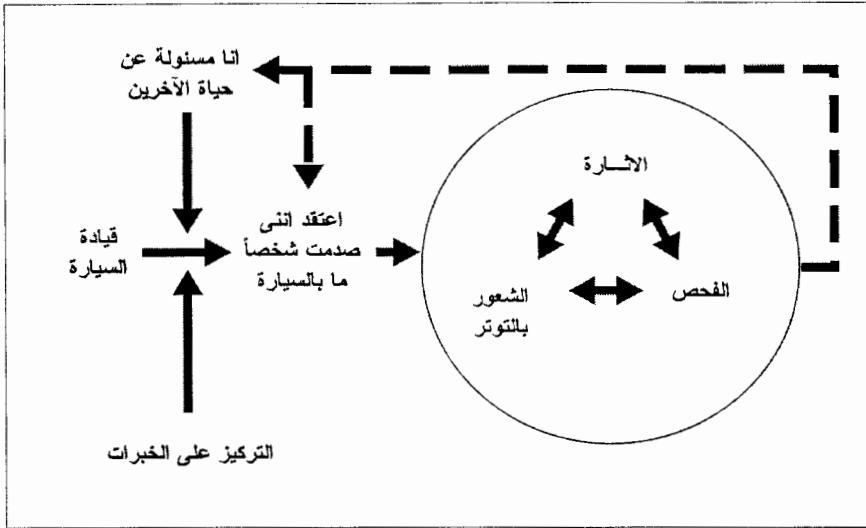 انا مسئولة عن
حياة الآخرين
الاثـــارة
قيادة
السيارة
اعتقد اننى
صدمت شخصاً
ما بالسيارة
الشعور
بالتوتر
الفحص
التركيز على الخبرات